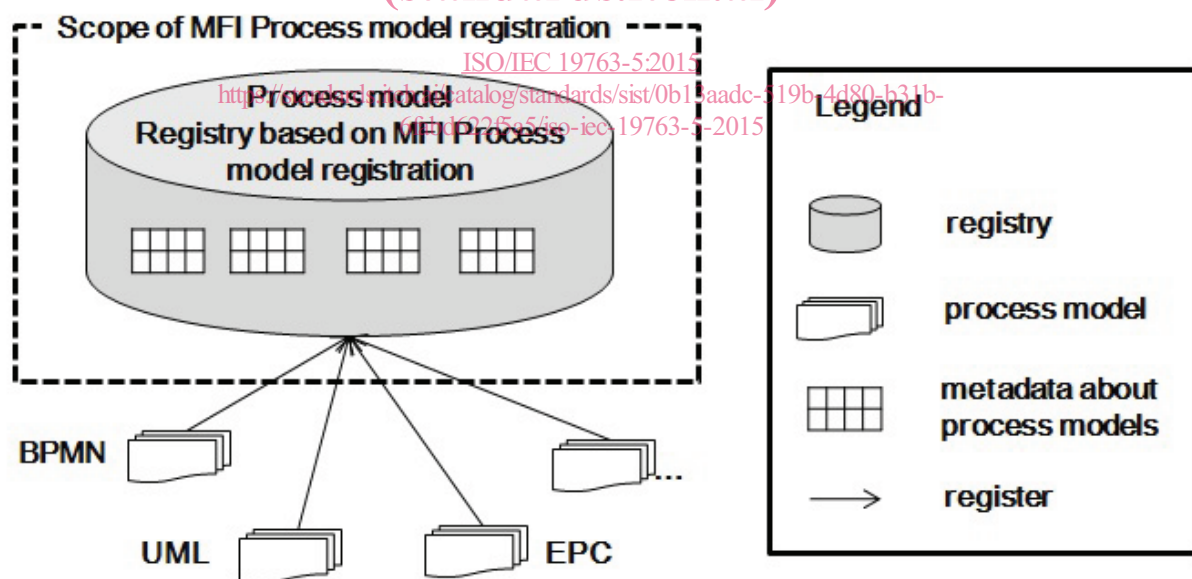 Scope of MFI Process model registration
ISO/IEC 19763-5:2015
Process model
Registry based on MFI Process
model registration
BPMN
UML
EPC
...
Legend
registry
process model
metadata about
process models
register